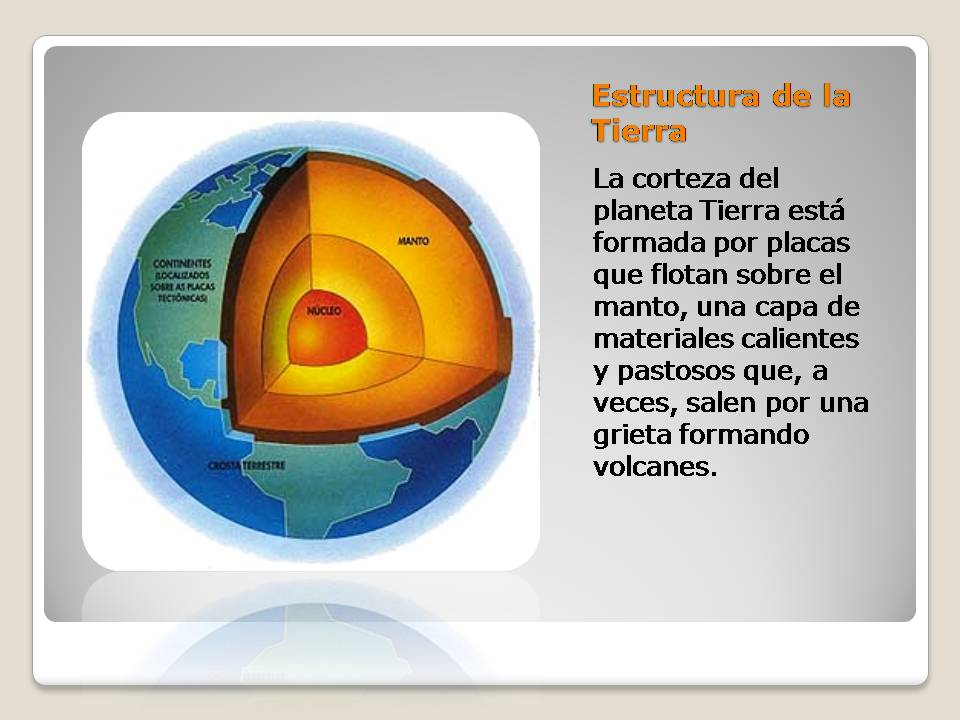 Estructura de la
Tierra
La corteza del
planeta Tierra está
formada por placas
que flotan sobre el
manto, una capa de
materiales calientes
y pastosos que, a
veces, salen por una
grieta formando
volcanes.
MANTO
CONTINENTES
(LOCALIZADOS
SOBRE AS PLACAS
TECTÔNICAS)
NÚCLEO
CROSTA TERRESTRE